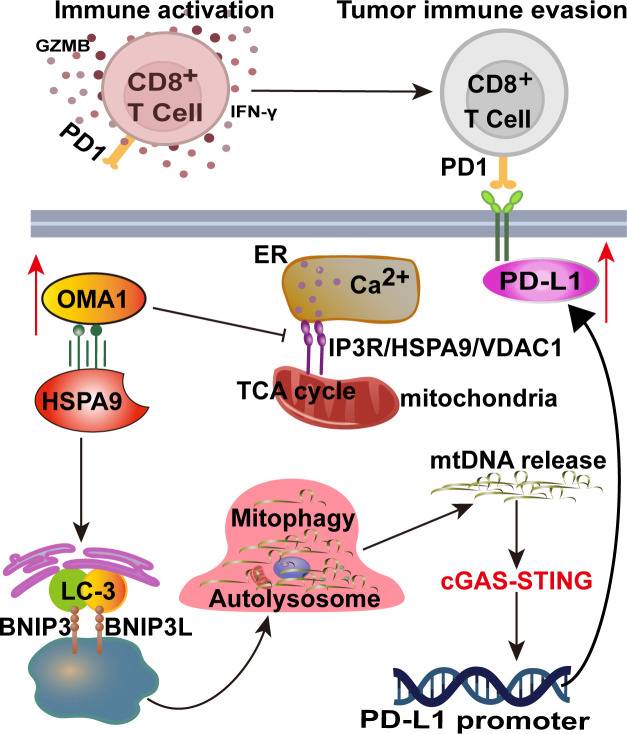 Immune activation
Tumor immune evasion
GZMB
CD8+
T Cell
IFN-γ
PD1
CD8+
T Cell
PD1
ER
Ca2+
OMA1
PD-L1
IP3R/HSPA9/VDAC1
HSPA9
TCA cycle
mitochondria
mtDNA release
Mitophagy
Autolysosome
cGAS-STING
LC-3
BNIP3
BNIP3L
PD-L1 promoter